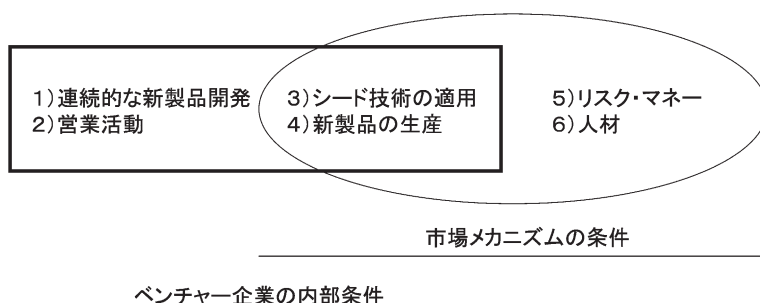 1)連続的な新製品開発
2)営業活動
3)シード技術の適用
4)新製品の生産
5)リスク・マネー
6)人材
市場メカニズムの条件
ベンチャー企業の内部条件